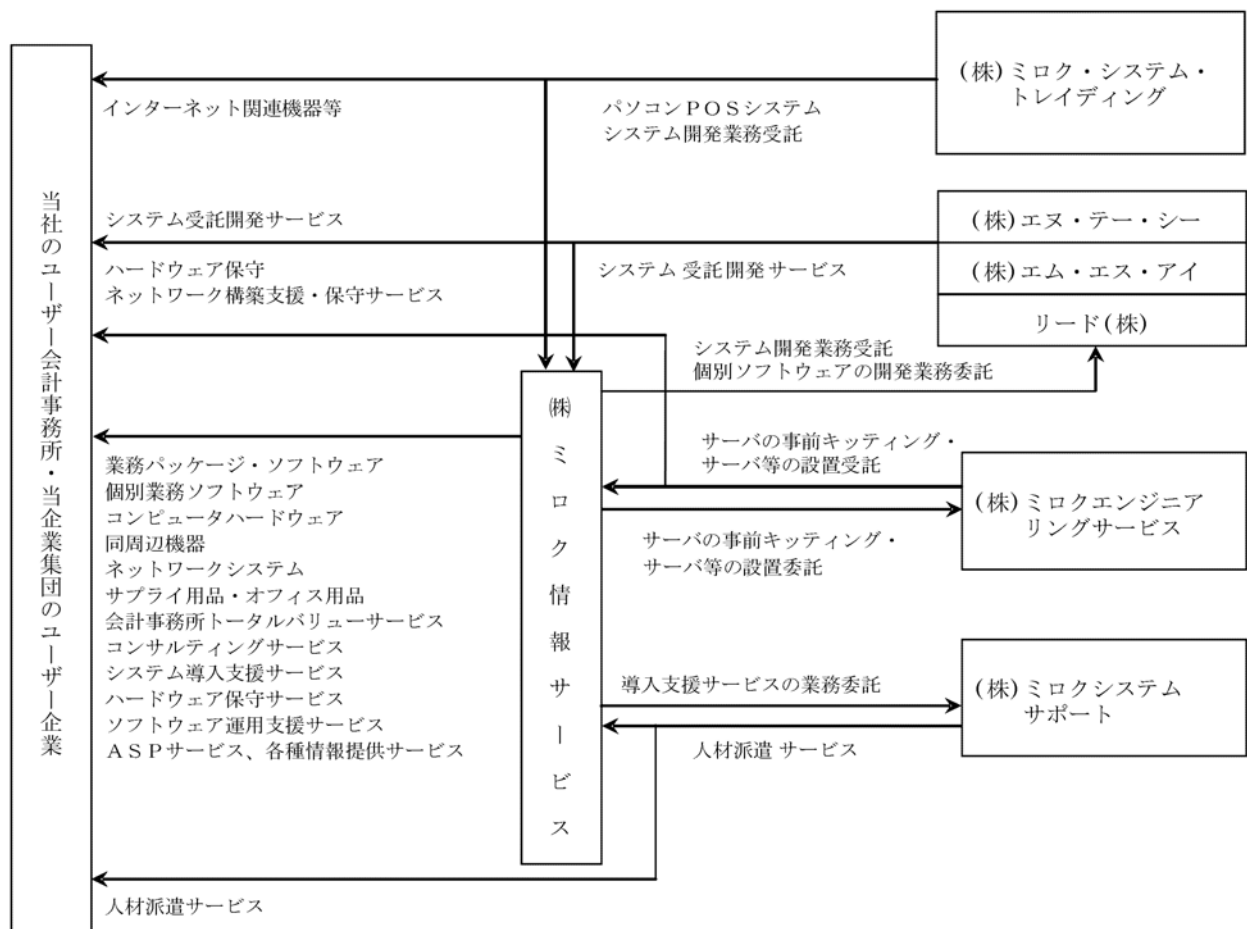 当社のユーザー会計事務所・当企業集団のユーザー企業
インターネット関連機器等
パソコンＰＯＳシステム
システム開発業務受託
(株)ミロク・システム・
トレイディング
システム受託開発サービス
ハードウェア保守
ネットワーク構築支援・保守サービス
システム 受託開発 サービス
(株)エヌ・テー・シー
(株)エム・エス・アイ
リード(株)
システム開発業務受託
個別ソフトウェアの開発業務委託
㈱ミロク情報サービス
業務パッケージ・ソフトウェア
個別業務ソフトウェア
コンピュータハードウェア
同周辺機器
ネットワークシステム
サプライ用品・オフィス用品
会計事務所トータルバリューサービス
コンサルティングサービス
システム導入支援サービス
ハードウェア保守サービス
ソフトウェア運用支援サービス
ＡＳＰサービス、各種情報提供サービス
サーバの事前キッティング・
サーバ等の設置受託
サーバの事前キッティング・
サーバ等の設置委託
(株)ミロクエンジニア
リングサービス
導入支援サービスの業務委託
人材派遣 サービス
(株)ミロクシステム
サポート
人材派遣サービス